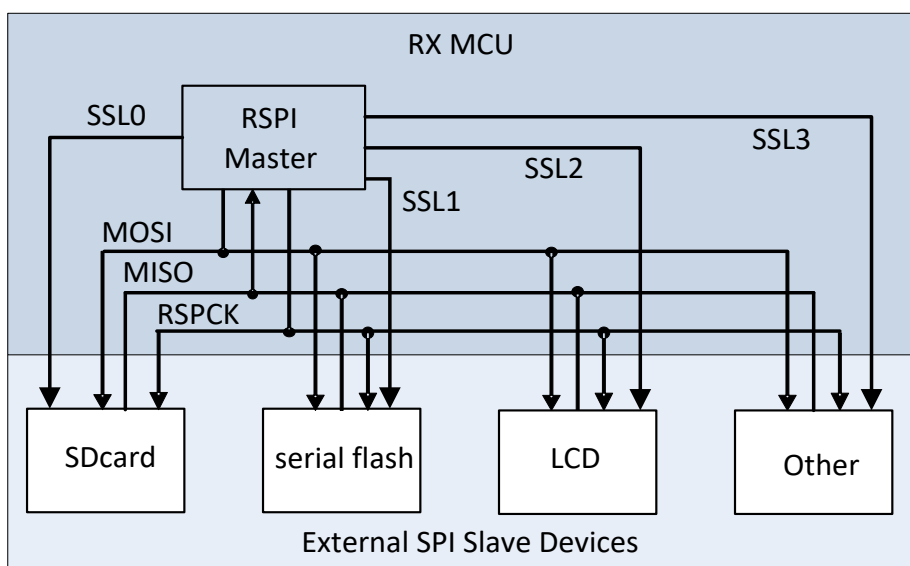 RX MCU
SSL0
RSPI
Master
SSL3
SSL2
SSL1
MOSI
MISO
RSPCK
SDcard
serial flash
LCD
Other
External SPI Slave Devices